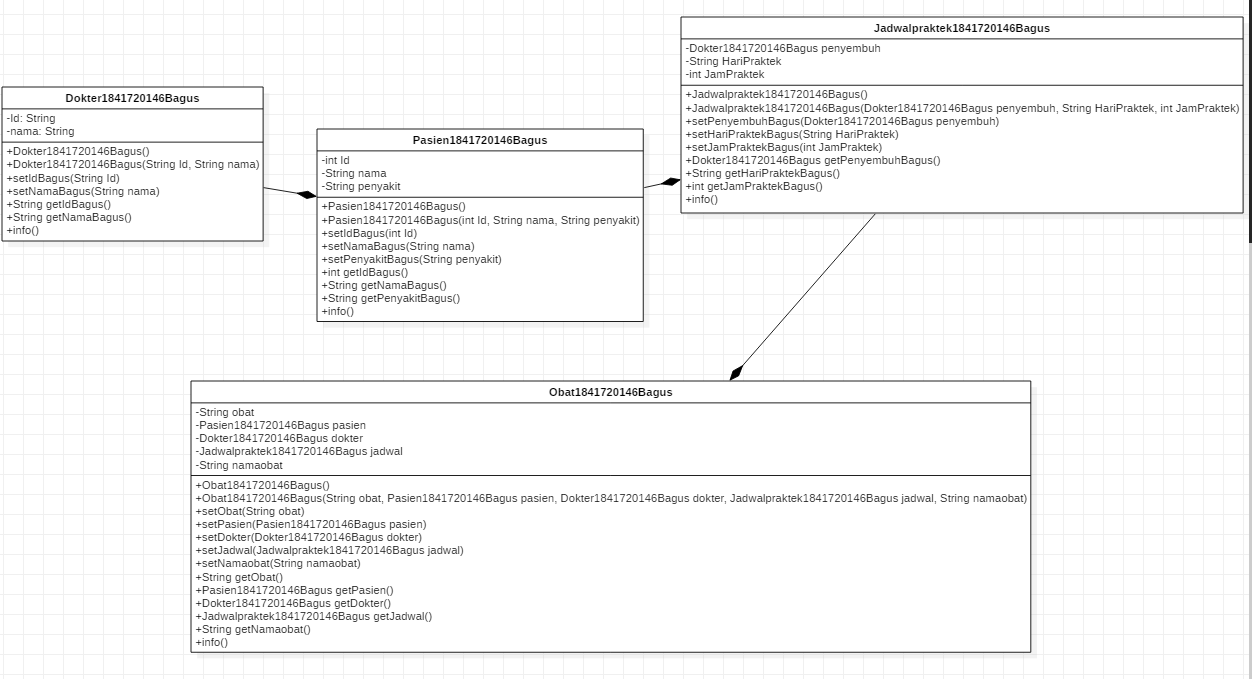 Dokter1841720146Bagus
-Id: String
-nama: String
+Dokter1841720146Bagus()
+Dokter1841720146Bagus(String Id, String nama)
+setIdBagus(String Id)
+setNamaBagus(String nama)
+String getIdBagus()
+String getNamaBagus()
+info()
Pasien1841720146Bagus
-int Id
-String nama
-String penyakit
+Pasien1841720146Bagus()
+Pasien1841720146Bagus(int Id, String nama, String penyakit)
+setIdBagus(int Id)
+setNamaBagus(String nama)
+setPenyakitBagus(String penyakit)
+int getIdBagus()
+String getNamaBagus()
+String getPenyakitBagus()
+info()
Jadwalpraktek1841720146Bagus
-Dokter1841720146Bagus penyembuh
-String HariPraktek
-int JamPraktek
+Jadwalpraktek1841720146Bagus()
+Jadwalpraktek1841720146Bagus(Dokter1841720146Bagus penyembuh, String HariPraktek, int JamPraktek)
+setPenyembuhBagus(Dokter1841720146Bagus penyembuh)
+setHariPraktekBagus(String HariPraktek)
+setJamPraktekBagus(int JamPraktek)
+Dokter1841720146Bagus getPenyembuhBagus()
+String getHariPraktekBagus()
+int getJamPraktekBagus()
+info()
Obat1841720146Bagus
-String obat
-Pasien1841720146Bagus pasien
-Dokter1841720146Bagus dokter
-Jadwalpraktek1841720146Bagus jadwal
-String namaobat
+Obat1841720146Bagus()
+Obat1841720146Bagus(String obat, Pasien1841720146Bagus pasien, Dokter1841720146Bagus dokter, Jadwalpraktek1841720146Bagus jadwal, String namaobat)
+setObat(String obat)
+setPasien(Pasien1841720146Bagus pasien)
+setDokter(Dokter1841720146Bagus dokter)
+setJadwal(Jadwalpraktek1841720146Bagus jadwal)
+setNamaobat(String namaobat)
+String getObat()
+Pasien1841720146Bagus getPasien()
+Dokter1841720146Bagus getDokter()
+Jadwalpraktek1841720146Bagus getJadwal()
+String getNamaobat()
+info()